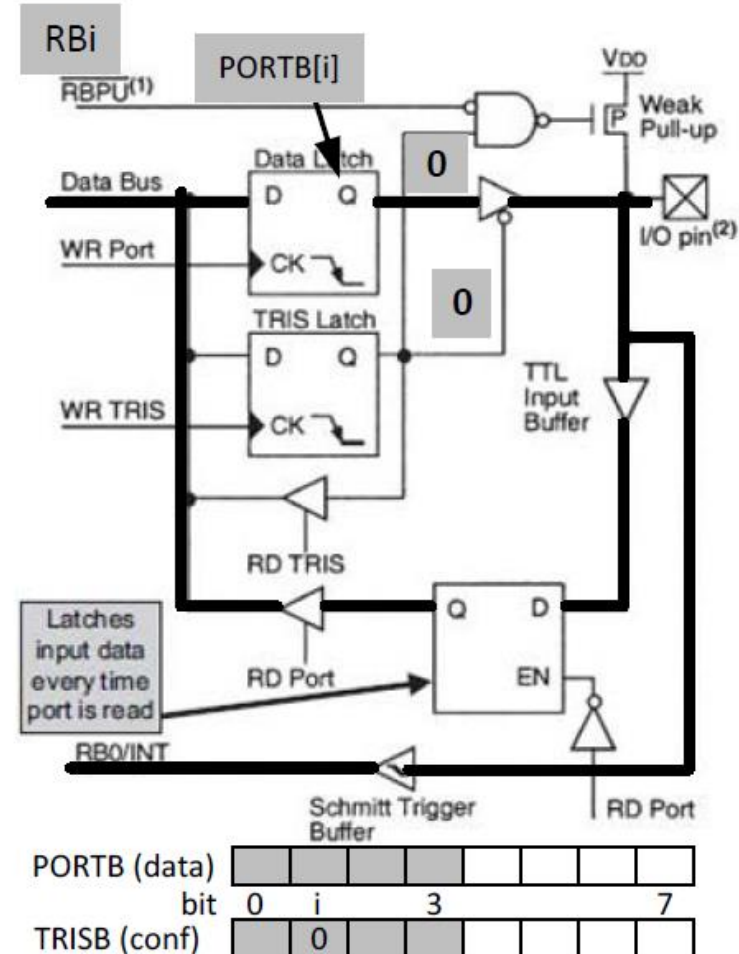 RBi
PORTB[i]
RBPU(1)
VDD
P
Weak
Pull-up
Data Latch
0
Data Bus
D Q
I/O pin(2)
WR Port
CK
0
TRIS Latch
D Q
TTL
Input
Buffer
WR TRIS
CK
RD TRIS
Latches
input data
every time
port is read
Q D
RD Port
EN
RB0/INT
Schmitt Trigger
Buffer
RD Port
PORTB (data)
bit 0 i 3 7
TRISB (conf) 0